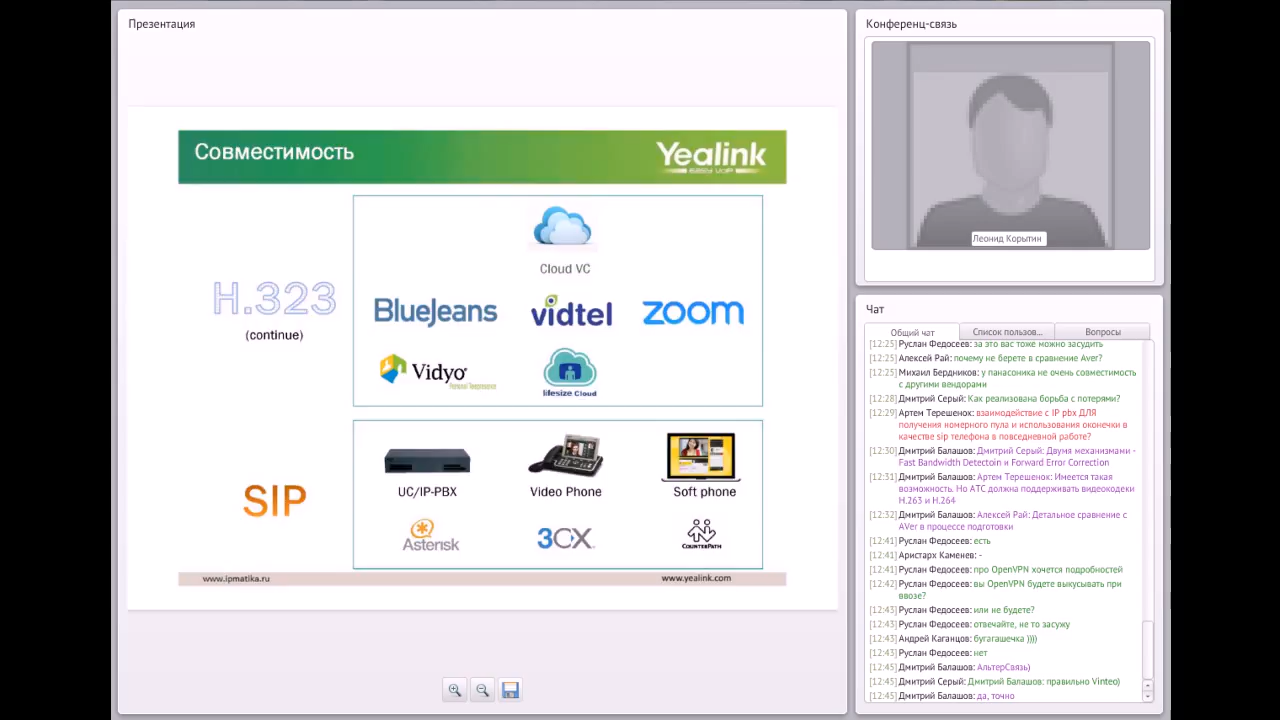 Презентация
Совместимость
Yealink
EASY VOIP
H.323
(continue)
Cloud VC
BlueJeans
vidtel
zoom
Vidyo
lifesize Cloud
SIP
UC/IP-PBX
Video Phone
Soft phone
Asterisk
3CX
COUNTERPATH
www.ipmatika.ru
www.yealink.com
Конференц-связь
Леонид Корытин
Чат
Общий чат
Список пользов...
Вопросы
[12:25] Руслан Федосеев: за это вас тоже можно засудить
[12:25] Алексей Рай: почему не берете в сравнение Aver?
[12:25] Михаил Бердников: у панасоника не очень совместимость
с другими вендорами
[12:28] Дмитрий Серый: Как реализована борьба с потерями?
[12:29] Артем Терешенок: взаимодействие с IP pbx ДЛЯ
получения номерного пула и использования оконечки в
качестве sip телефона в повседневной работе?
[12:30] Дмитрий Балашов: Дмитрий Серый: Двумя механизмами -
Fast Bandwidth Detectoin и Forward Error Correction
[12:31] Дмитрий Балашов: Артем Терешенок: Имеется такая
возможность. Но АТС должна поддерживать видеокодеки
H.263 и H.264
[12:32] Дмитрий Балашов: Алексей Рай: Детальное сравнение с
AVer в процессе подготовки
[12:41] Руслан Федосеев: есть
[12:41] Аристарх Каменев: -
[12:41] Руслан Федосеев: про OpenVPN хочется подробностей
[12:42] Руслан Федосеев: вы OpenVPN будете выкусывать при
ввозе?
[12:43] Руслан Федосеев: или не будете?
[12:43] Руслан Федосеев: отвечайте, не то засужу
[12:43] Андрей Каганцов: бугагашечка ))))
[12:43] Руслан Федосеев: нет
[12:45] Дмитрий Балашов: АльтерСвязь)
[12:45] Дмитрий Серый: Дмитрий Балашов: правильно Vinteo)
[12:45] Дмитрий Балашов: да, точно